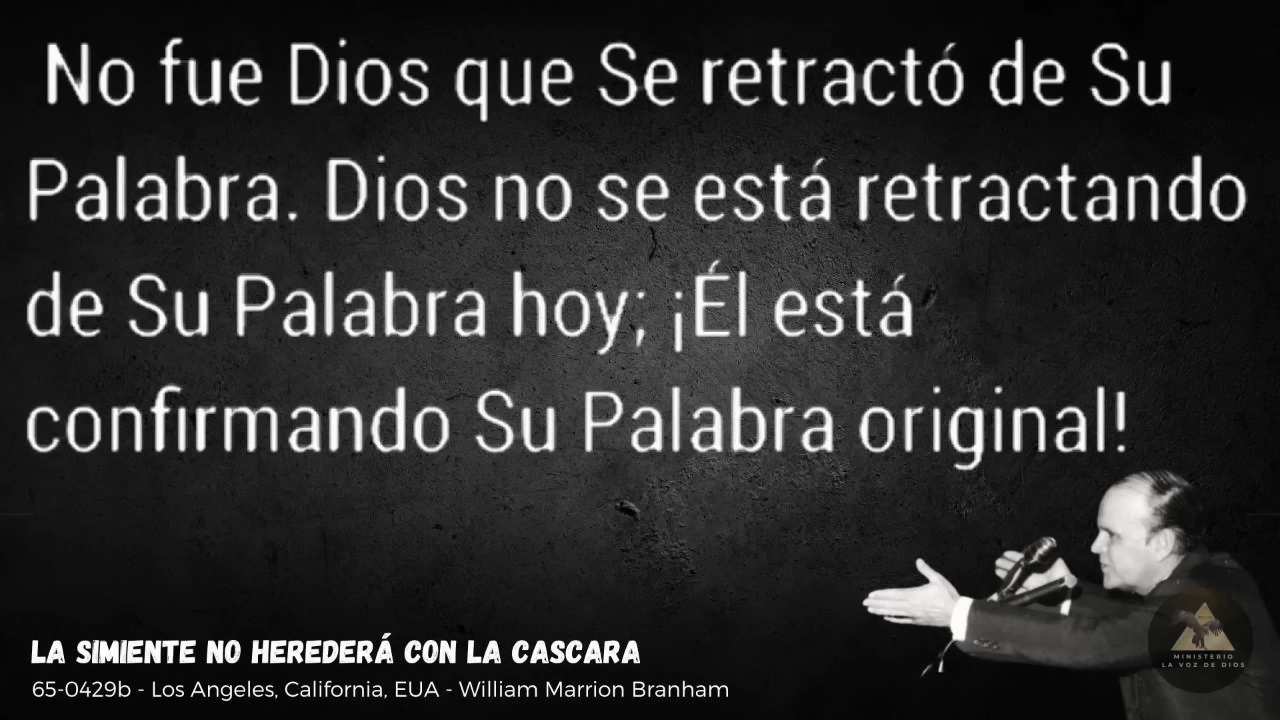 No fue Dios que Se retractó de Su
Palabra. Dios no se está retractando
de Su Palabra hoy; ¡Él está
confirmando Su Palabra original!
LA SIMIENTE NO HEREDERÁ CON LA CASCARA
65-0429b - Los Angeles, California, EUA - William Marrion Branham
MINISTERIO
LA VOZ DE DIOS